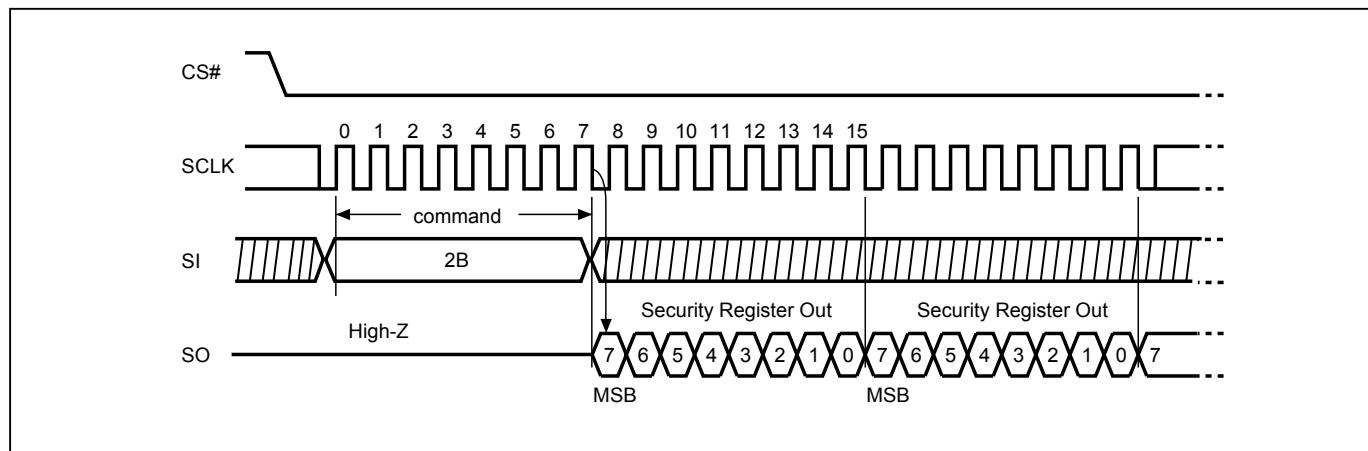 CS#
0 1 2 3 4 5 6 7 8 9 10 11 12 13 14 15
SCLK
command
SI
2B
Security Register Out Security Register Out
High-Z
SO
7 6 5 4 3 2 1 0 7 6 5 4 3 2 1 0 7
MSB MSB